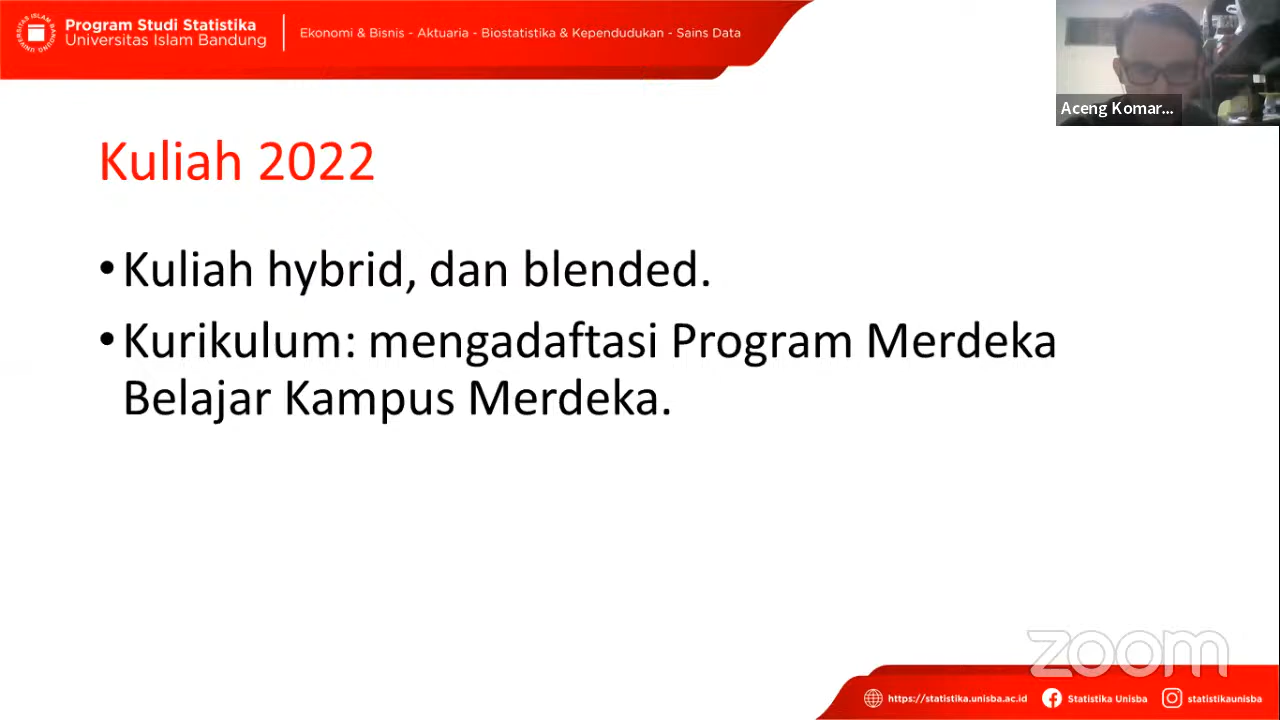 Program Studi Statistika
Universitas Islam Bandung
Ekonomi & Bisnis - Aktuaria - Biostatistika & Kependudukan - Sains Data
Aceng Komar...
Kuliah 2022
•Kuliah hybrid, dan blended.
•Kurikulum: mengadaftasi Program Merdeka
Belajar Kampus Merdeka.
zoom
https://statistika.unisba.ac.id
Statistika Unisba
statistikaunisba